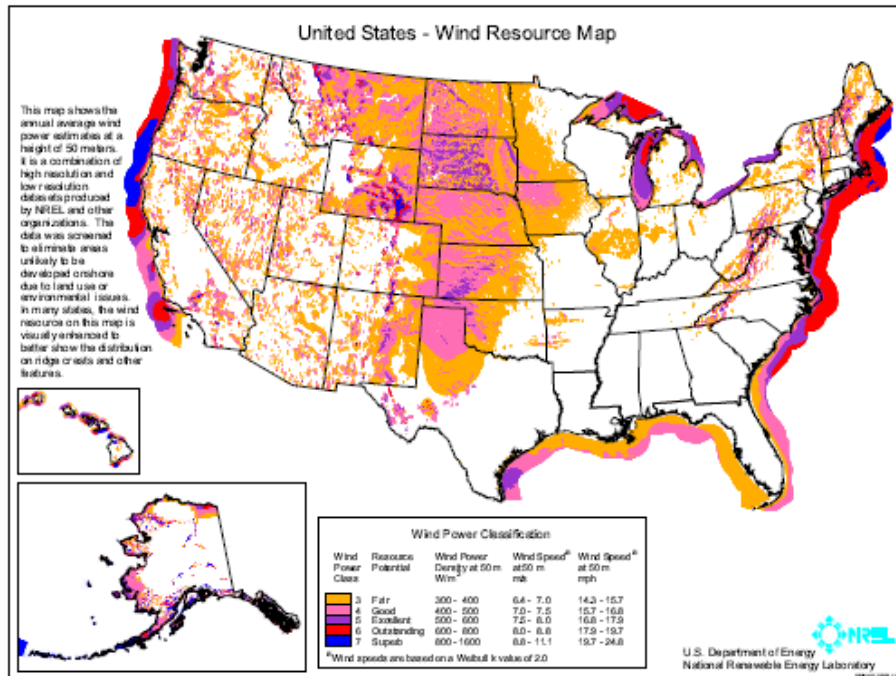 United States - Wind Resource Map
This map shows the
annual average wind
power estimates at a
height of 50 meters.
It is a combination of
high resolution and
low resolution
datasets produced
by NREL and other
organizations. The
data was screened
to eliminate areas
unlikely to be
developed onshore
due to land use or
environmental issues.
In many states, the wind
resource on this map is
visually enhanced to
better show the distribution
on ridge crests and other
features.
Wind Power Classification
Wind Power Class Resource Potential Wind Power Density at 50 m W/m² Wind Speedª at 50 m m/s Wind Speedª at 50 m mph
3 Fair 300 - 400 6.4 - 7.0 14.3 - 15.7
4 Good 400 - 500 7.0 - 7.5 15.7 - 16.8
5 Excellent 500 - 600 7.5 - 8.0 16.8 - 17.9
6 Outstanding 600 - 800 8.0 - 8.8 17.9 - 19.7
7 Superb 800 - 1600 8.8 - 11.1 19.7 - 24.8
ªWind speeds are based on a Weibull k value of 2.0
NREL
U.S. Department of Energy
National Renewable Energy Laboratory